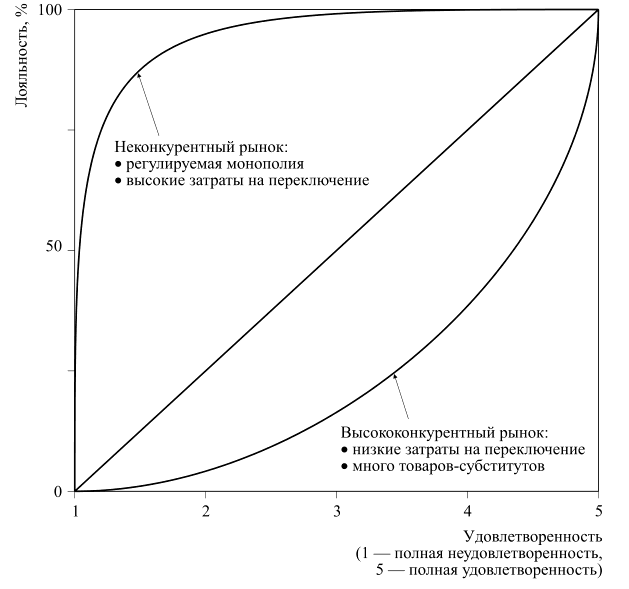 Лояльность, %
100
Неконкурентный рынок:
● регулируемая монополия
● высокие затраты на переключение
50
Высококонкурентный рынок:
● низкие затраты на переключение
● много товаров-субститутов
0
1 2 3 4 5
Удовлетворенность
(1 — полная неудовлетворенность,
5 — полная удовлетворенность)